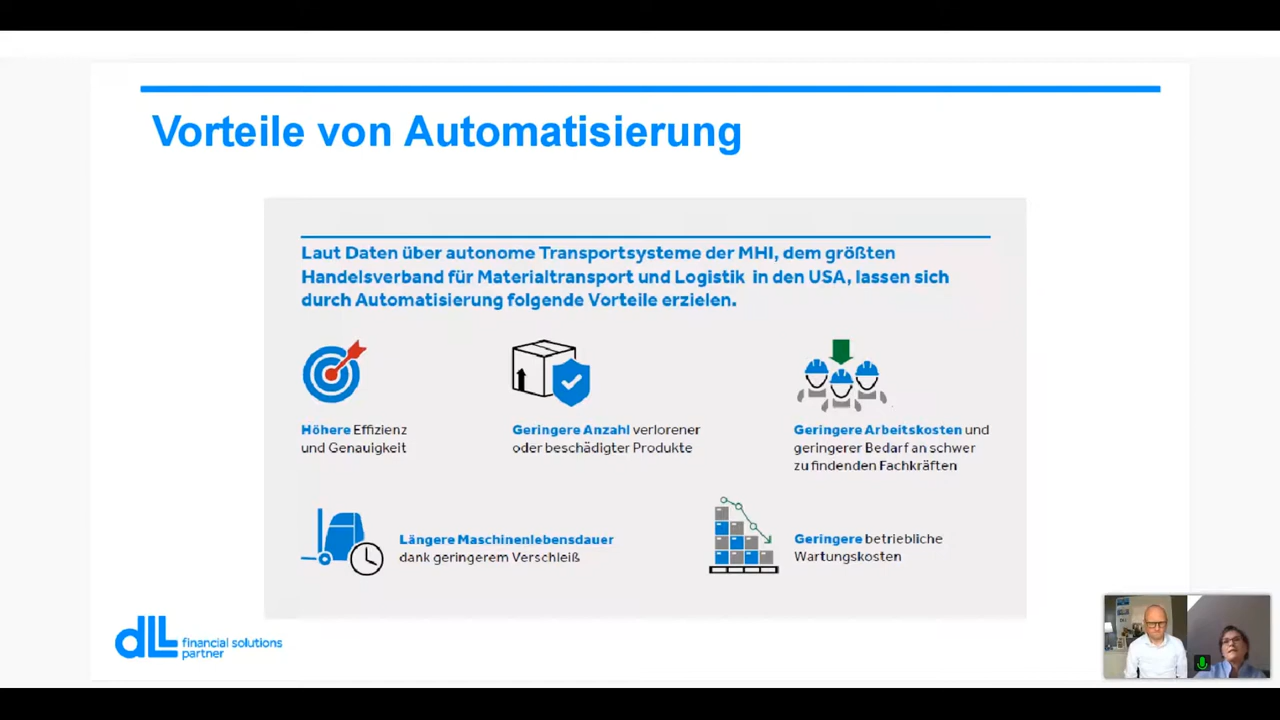 Vorteile von Automatisierung
Laut Daten über autonome Transportsysteme der MHI, dem größten
Handelsverband für Materialtransport und Logistik in den USA, lassen sich
durch Automatisierung folgende Vorteile erzielen.
Höhere Effizienz
und Genauigkeit
Geringere Anzahl verlorener
oder beschädigter Produkte
Geringere Arbeitskosten und
geringerer Bedarf an schwer
zu findenden Fachkräften
Längere Maschinenlebensdauer
dank geringerem Verschleiß
Geringere betriebliche
Wartungskosten
dLL financial solutions
partner